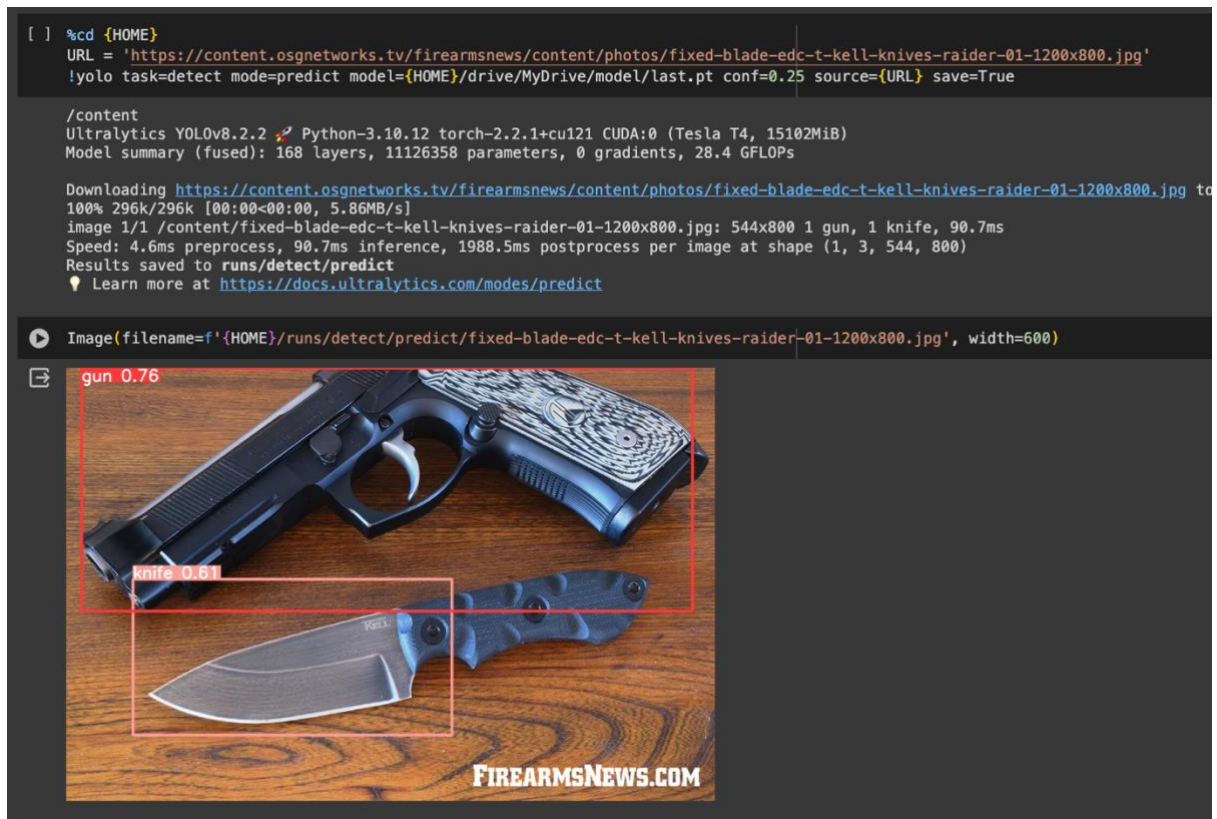 [ ] %cd {HOME}
URL = 'https://content.osgnetworks.tv/firearmsnews/content/photos/fixed-blade-edc-t-kell-knives-raider-01-1200x800.jpg'
!yolo task=detect mode=predict model={HOME}/drive/MyDrive/model/last.pt conf=0.25 source={URL} save=True
/content
Ultralytics YOLOv8.2.2 🚀 Python-3.10.12 torch-2.2.1+cu121 CUDA:0 (Tesla T4, 15102MiB)
Model summary (fused): 168 layers, 11126358 parameters, 0 gradients, 28.4 GFLOPs
Downloading https://content.osgnetworks.tv/firearmsnews/content/photos/fixed-blade-edc-t-kell-knives-raider-01-1200x800.jpg to
100% 296k/296k [00:00<00:00, 5.86MB/s]
image 1/1 /content/fixed-blade-edc-t-kell-knives-raider-01-1200x800.jpg: 544x800 1 gun, 1 knife, 90.7ms
Speed: 4.6ms preprocess, 90.7ms inference, 1988.5ms postprocess per image at shape (1, 3, 544, 800)
Results saved to runs/detect/predict
💡 Learn more at https://docs.ultralytics.com/modes/predict
Image(filename=f'{HOME}/runs/detect/predict/fixed-blade-edc-t-kell-knives-raider-01-1200x800.jpg', width=600)
gun 0.76
knife 0.61
FIREARMSNEWS.COM